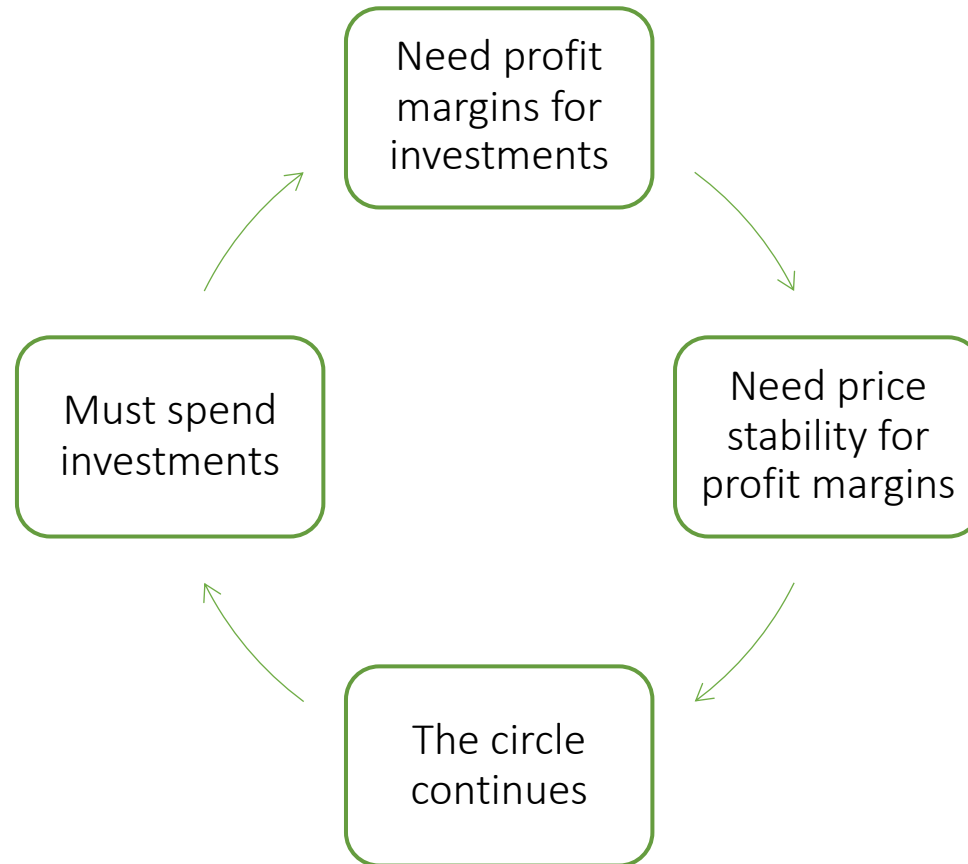 Need profit
margins for
investments
Need price
stability for
profit margins
The circle
continues
Must spend
investments